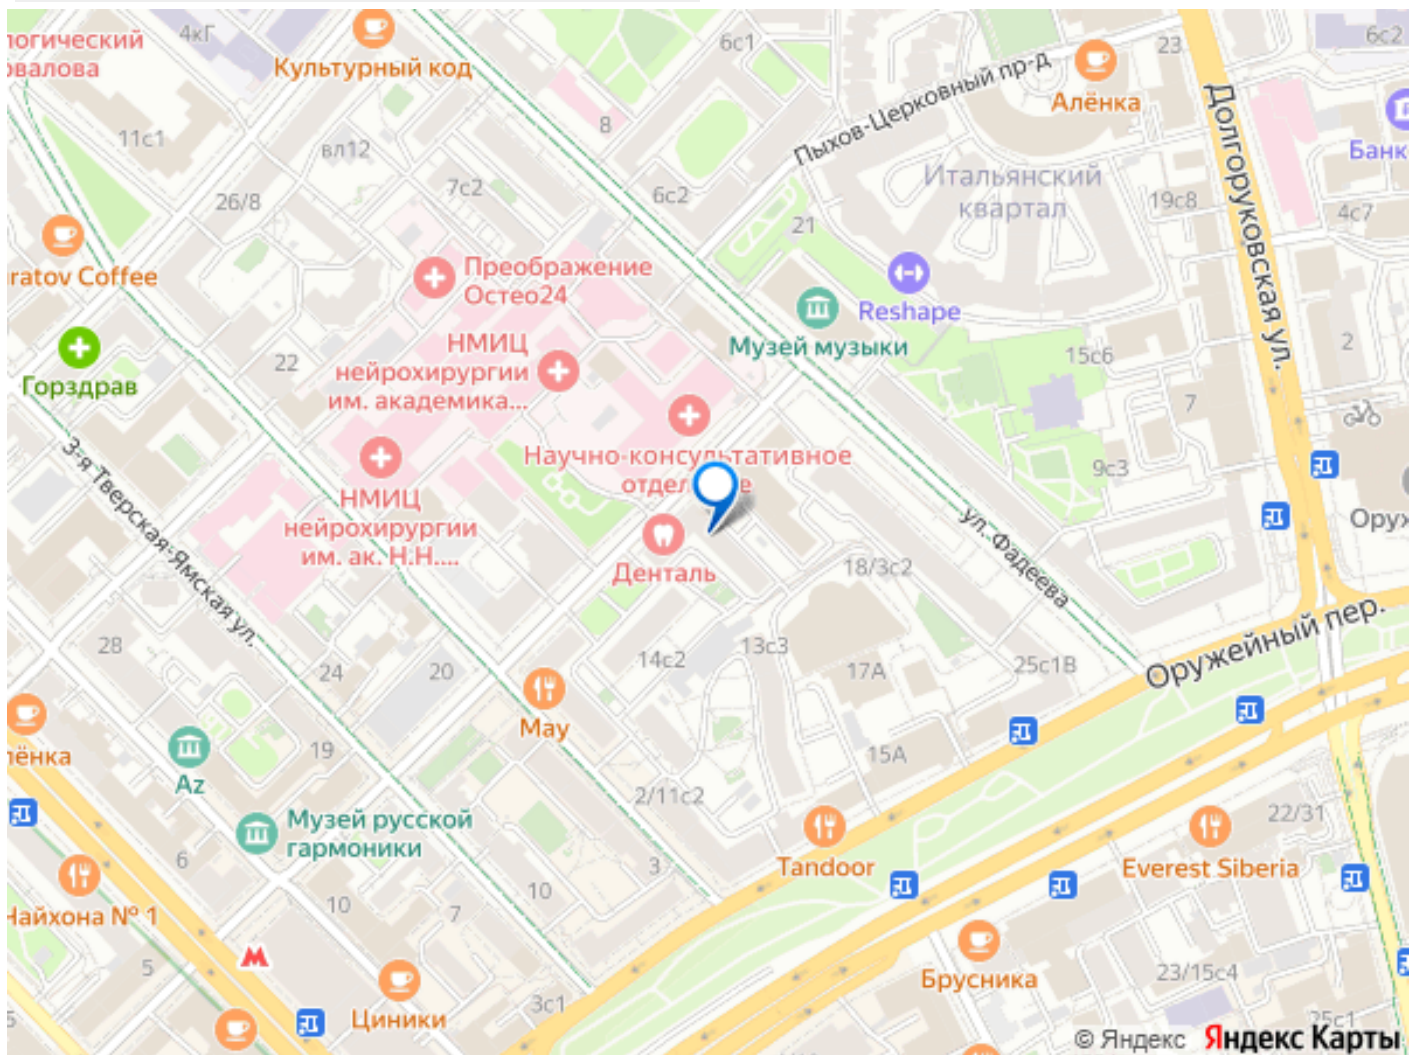 логический
овалова
4кГ
Культурный код
6с1
Пыхов-Церковный пр-д
23
Алёнка
6с2
Долгоруковская ул.
Банк
11с1
вл12
8
7с2
6с2
26/8
Итальянский
квартал
19с8
4с7
21
ratov Coffee
Преображение
Остео24
Reshape
Музей музыки
Горздрав
22
НМИЦ
нейрохирургии
им. академика...
15с6
2
7
3-я Тверская-Ямская ул.
Научно-консультативное
9с3
НМИЦ
нейрохирургии
им. ак. Н.Н....
Денталь
ул. Фадеева
Оруж
18/3с2
Оружейный пер.
28
24
20
14с2
13с3
17А
25с1В
May
лёнка
Az
19
15А
2/11с2
Музей русской
гармоники
6
22/31
Tandoor
Everest Siberia
3
10
10
7
Чайхона № 1
5
Брусника
23/15с4
Циники
3с1
5
25с1
© Яндекс Яндекс Карты